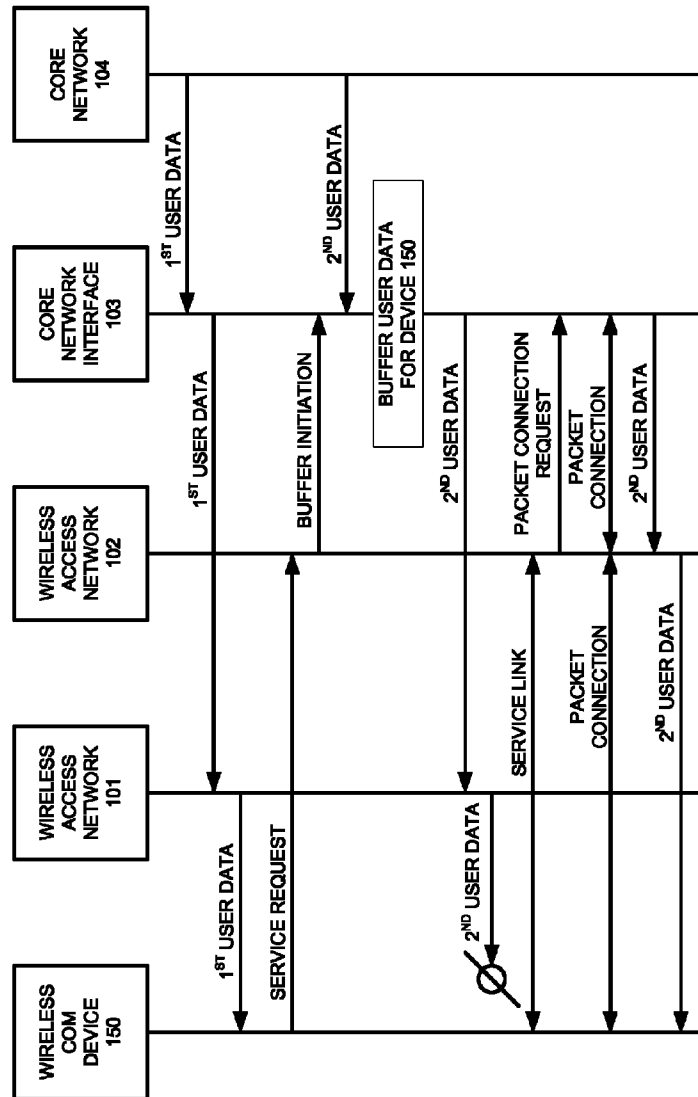 WIRELESS
COM
DEVICE
150
WIRELESS
ACCESS
NETWORK
101
WIRELESS
ACCESS
NETWORK
102
CORE
NETWORK
INTERFACE
103
CORE
NETWORK
104
1ST USER DATA
1ST USER DATA
1ST USER DATA
SERVICE REQUEST
BUFFER INITIATION
2ND USER DATA
BUFFER USER DATA
FOR DEVICE 150
2ND USER DATA
2ND USER DATA
SERVICE LINK
PACKET CONNECTION
REQUEST
PACKET
CONNECTION
PACKET
CONNECTION
2ND USER DATA
2ND USER DATA